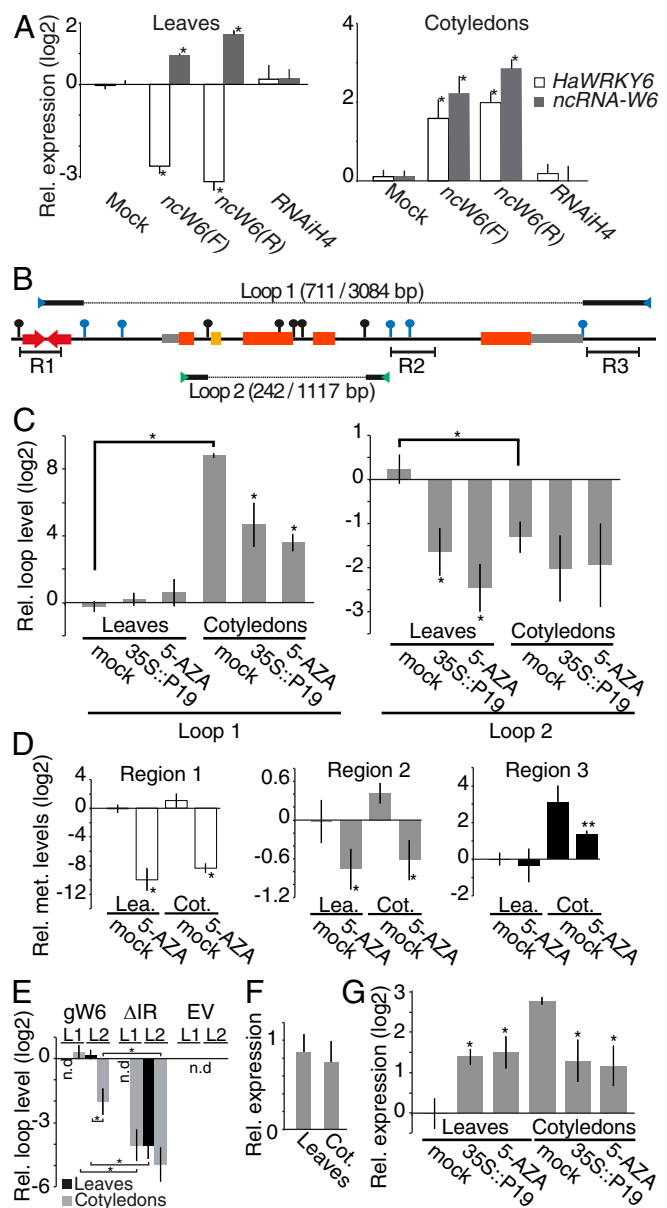 A
Leaves
Cotyledons
Rel. expression (log2)
2
0
-3
4
2
0
HaWRKY6
ncRNA-W6
Mock
ncW6(F)
ncW6(R)
RNAiH4
Mock
ncW6(F)
ncW6(R)
RNAiH4
* * * *
* * * *
B
Loop 1 (711 / 3084 bp)
R1
R2
R3
Loop 2 (242 / 1117 bp)
C
Rel. loop level (log2)
8
4
0
*
* *
0
-1
-2
-3
*
* *
Leaves
Cotyledons
mock
35S::P19
5-AZA
mock
35S::P19
5-AZA
Loop 1
Leaves
Cotyledons
mock
35S::P19
5-AZA
mock
35S::P19
5-AZA
Loop 2
D
Rel. met. levels (log2)
Region 1
4
0
-4
-8
-12
* *
Lea.
Cot.
mock
5-AZA
mock
5-AZA
Region 2
0.6
0
-0.6
-1.2
* *
Lea.
Cot.
mock
5-AZA
mock
5-AZA
Region 3
4
2
0
-2
**
Lea.
Cot.
mock
5-AZA
mock
5-AZA
E
gW6
ΔIR
EV
L1 L2
L1 L2
L1 L2
Rel. loop level (log2)
0
-3
-6
n.d
n.d
n.d
*
*
*
*
Leaves
Cotyledons
F
Rel. expression
1
.5
0
Leaves
Cot.
G
Rel. expression (log2)
3
2
1
0
* * * *
Leaves
Cotyledons
mock
35S::P19
5-AZA
mock
35S::P19
5-AZA